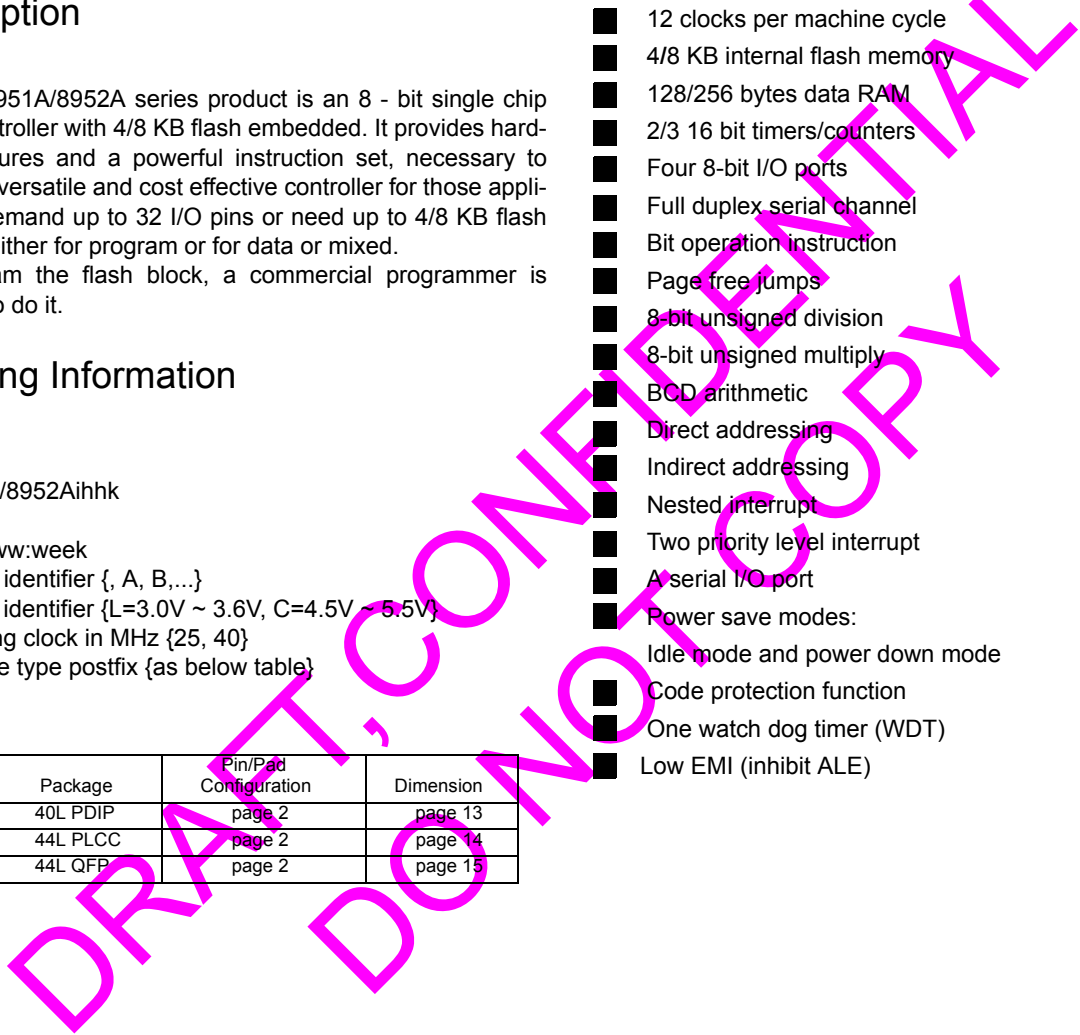 ption
951A/8952A series product is an 8 - bit single chip
troller with 4/8 KB flash embedded. It provides hard-
ures and a powerful instruction set, necessary to
versatile and cost effective controller for those appli-
emand up to 32 I/O pins or need up to 4/8 KB flash
ither for program or for data or mixed.
am the flash block, a commercial programmer is
o do it.
ng Information
/8952Aihhk
ww:week
identifier {, A, B,...}
identifier {L=3.0V ~ 3.6V, C=4.5V ~ 5.5V}
ng clock in MHz {25, 40}
e type postfix {as below table}
Package Pin/Pad Configuration Dimension
40L PDIP page 2 page 13
44L PLCC page 2 page 14
44L QFP page 2 page 15
12 clocks per machine cycle
4/8 KB internal flash memory
128/256 bytes data RAM
2/3 16 bit timers/counters
Four 8-bit I/O ports
Full duplex serial channel
Bit operation instruction
Page free jumps
8-bit unsigned division
8-bit unsigned multiply
BCD arithmetic
Direct addressing
Indirect addressing
Nested interrupt
Two priority level interrupt
A serial I/O port
Power save modes:
Idle mode and power down mode
Code protection function
One watch dog timer (WDT)
Low EMI (inhibit ALE)
DRAFT, CONFIDENTIAL
DO NOT COPY